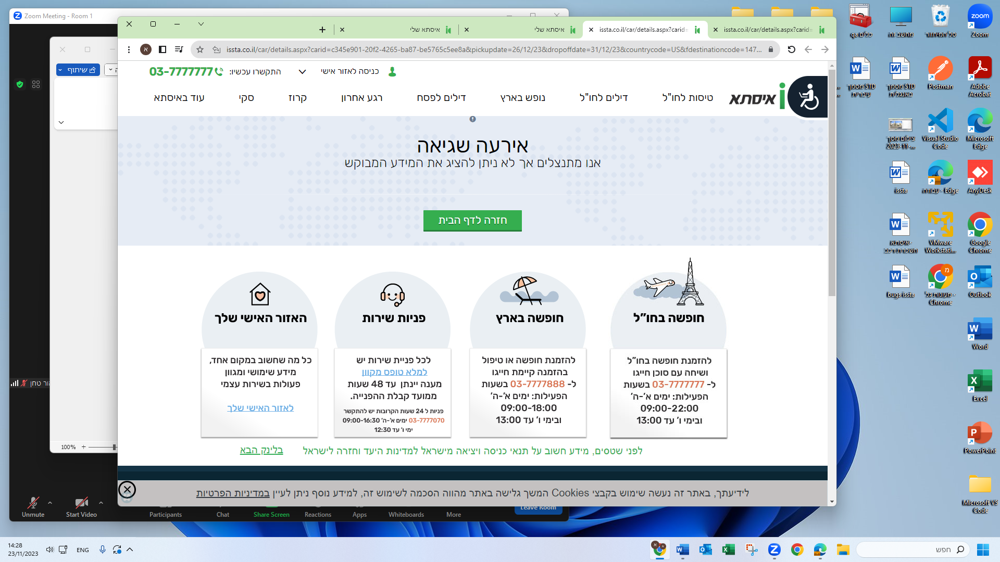 Zoom Meeting - Room 1
שיתוף
100%
טחן
Unmute
Start Video
Participants
Chat
Share Screen
Reactions
Apps
Whiteboards
More
Leave Room
issta.co.il/car/details.aspx?carid=
issta.co.il/car/details.aspx?carid=
איסתא שלי
איסתא שלי
issta.co.il/car/details.aspx?carid=c345e901-20f2-4265-ba87-be5765c5ee8a&pickupdate=26/12/23&dropoffdate=31/12/23&countrycode=US&fdestinationcode=147...
א
כניסה לאזור אישי
התקשרו עכשיו: 03-7777777
איסתא
טיסות לחו"ל
דילים לחו"ל
נופש בארץ
דילים לפסח
רגע אחרון
קרוז
סקי
עוד באיסתא
אירעה שגיאה
אנו מתנצלים אך לא ניתן להציג את המידע המבוקש
חזרה לדף הבית
חופשה בחו"ל
להזמנת חופשה בחו"ל
ושיחה עם סוכן חייגו
ל- 03-7777777 בשעות
הפעילות: ימים א'-ה'
09:00-22:00
ובימי ו' עד 13:00
חופשה בארץ
להזמנת חופשה או טיפול
בהזמנה קיימת חייגו
ל- 03-7777888 בשעות
הפעילות: ימים א'-ה'
09:00-18:00
ובימי ו' עד 13:00
פניות שירות
לכל פניית שירות יש
למלא טופס מקוון
מענה יינתן עד 48 שעות
ממועד קבלת ההפנייה.
פניות ל 24 שעות הקרובות יש להתקשר
03-7777070 ימים א'-ה' 09:00-16:30
ימי ו' עד 12:30
האזור האישי שלך
כל מה שחשוב במקום אחד,
מידע שימושי ומגוון
פעולות בשירות עצמי
לאזור האישי שלך
לפני שטסים, מידע חשוב על תנאי כניסה ויציאה מישראל למדינות היעד וחזרה לישראל
בלינק הבא
לידיעתך, באתר זה נעשה שימוש בקבצי Cookies המשך גלישה באתר מהווה הסכמה לשימוש זה, למידע נוסף ניתן לעיין במדיניות הפרטיות
Zoom
סל המיחזור
מחשב זה
כלים qa
Adobe
Acrobat
Postman
מסמך STD
באנגלית
מסמך STD
עיברית
Microsoft
Edge
Visual Studio
Code
צילום מסך
2023-11-...
AnyDesk
עבודה - Edge
issta
Google
Chrome
VMware
Workstati...
איסתא-
השכרת רכב
Outlook
מ
מעונות גל -
Chrome
bugs issta
Word
Excel
PowerPoint
Microsoft VS
Code
14:28
23/11/2023
ENG
חפש